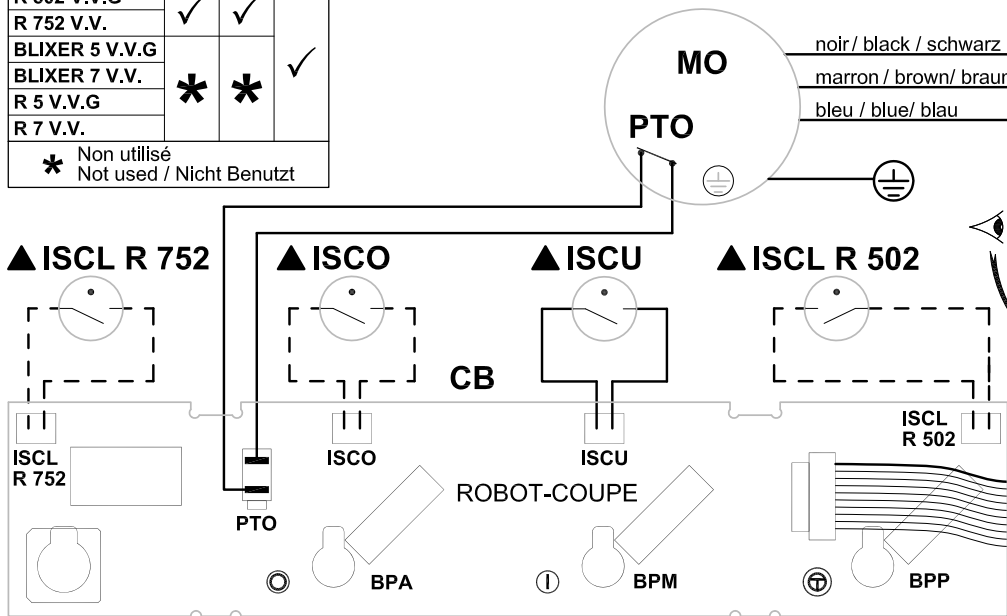 R 502 V.V.G
R 752 V.V.
BLIXER 5 V.V.G
BLIXER 7 V.V.
R 5 V.V.G
R 7 V.V.
* Non utilisé
Not used / Nicht Benutzt
MO
PTO
noir / black / schwarz
marron / brown/ braun
bleu / blue/ blau
▲ ISCL R 752
▲ ISCO
▲ ISCU
▲ ISCL R 502
CB
ISCL
R 752
ISCO
ISCU
ISCL
R 502
PTO
ROBOT-COUPE
BPA
BPM
BPP